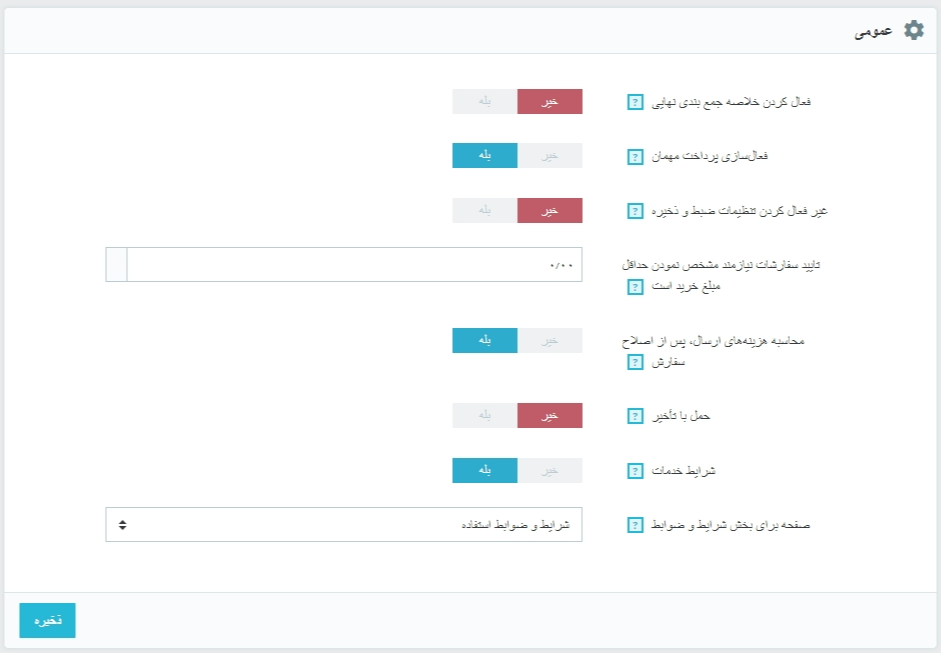 عمومی
فعال کردن خلاصه جمع بندی نهایی ?
خیر بله
فعال‌سازی پرداخت مهمان ?
خیر بله
غیر فعال کردن تنظیمات ضبط و ذخیره ?
خیر بله
تایید سفارشات نیازمند مشخص نمودن حداقل
مبلغ خرید است ?
۰/۰۰
محاسبه هزینه‌های ارسال، پس از اصلاح
سفارش ?
خیر بله
حمل با تأخیر ?
خیر بله
شرایط خدمات ?
خیر بله
صفحه برای بخش شرایط و ضوابط ?
شرایط و ضوابط استفاده
ذخیره